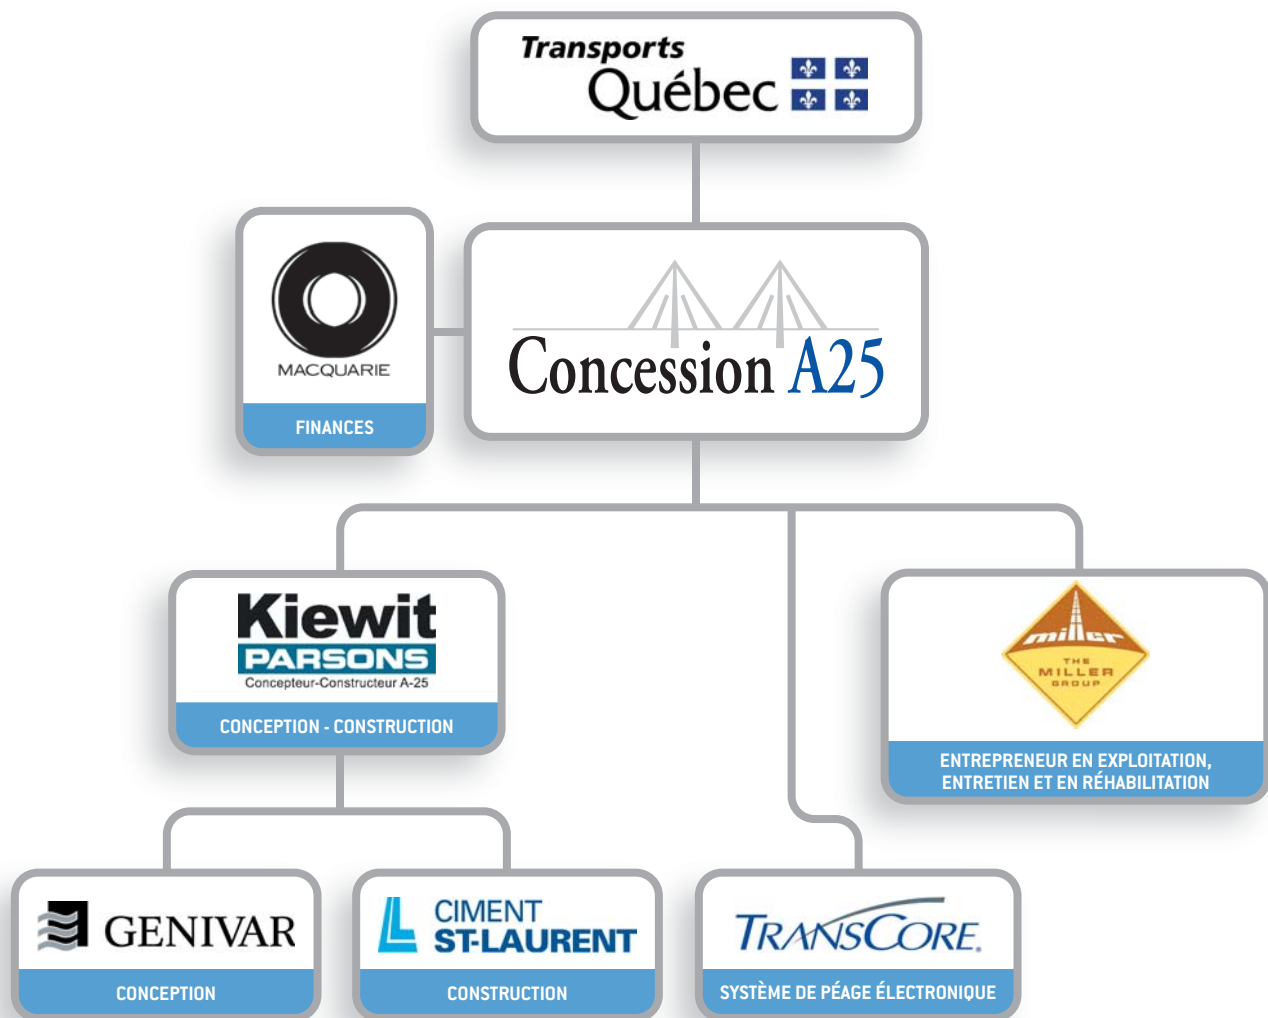 Transports
Québec
MACQUARIE
FINANCES
Concession A25
Kiewit
PARSONS
Concepteur-Constructeur A-25
CONCEPTION - CONSTRUCTION
miller
THE
MILLER
GROUP
ENTREPRENEUR EN EXPLOITATION,
ENTRETIEN ET EN RÉHABILITATION
GENIVAR
CONCEPTION
CIMENT
ST-LAURENT
CONSTRUCTION
TRANSCORE®
SYSTÈME DE PÉAGE ÉLECTRONIQUE